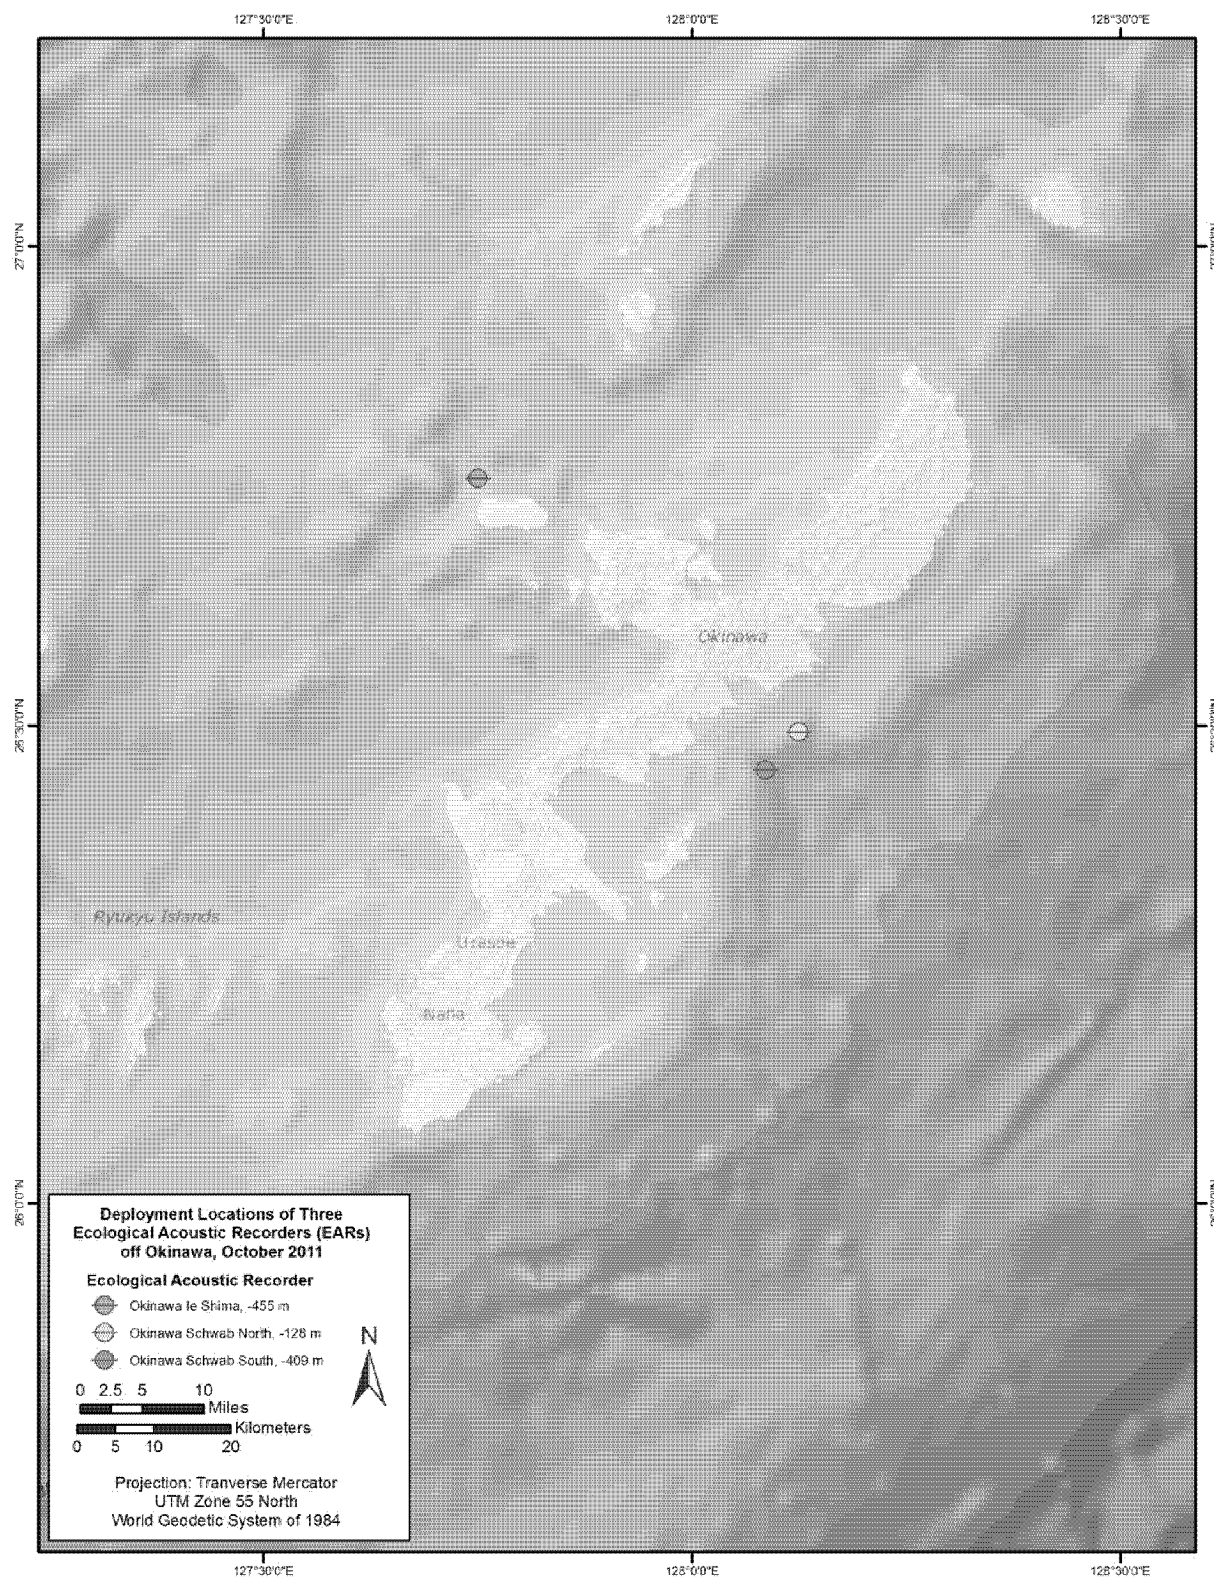 127°30'0"E
128°0'0"E
128°30'0"E
27°0'0"N
Okinawa
Ryukyu Islands
Urasoe
Naha
26°0'0"N
Deployment Locations of Three
Ecological Acoustic Recorders (EARs)
off Okinawa, October 2011
Ecological Acoustic Recorder
Okinawa Ie Shima, -455 m
Okinawa Schwab North, -128 m
Okinawa Schwab South, -409 m
N
0 2.5 5 10
Miles
Kilometers
0 5 10 20
Projection: Tranverse Mercator
UTM Zone 55 North
World Geodetic System of 1984
127°30'0"E
128°0'0"E
128°30'0"E